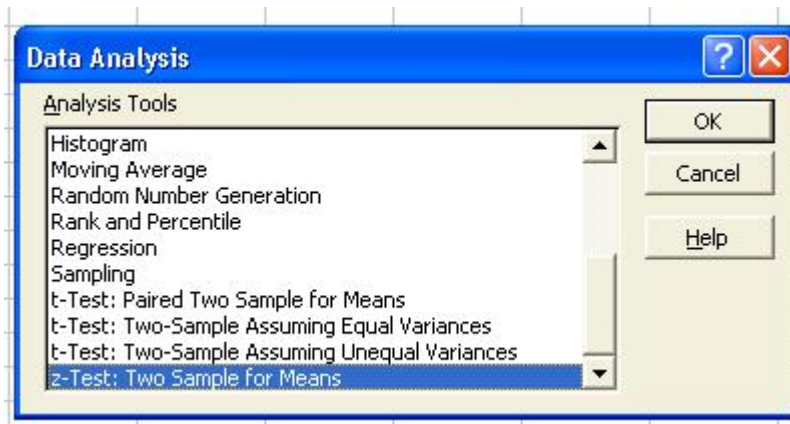 Data Analysis
Analysis Tools
Histogram
Moving Average
Random Number Generation
Rank and Percentile
Regression
Sampling
t-Test: Paired Two Sample for Means
t-Test: Two-Sample Assuming Equal Variances
t-Test: Two-Sample Assuming Unequal Variances
z-Test: Two Sample for Means
OK
Cancel
Help